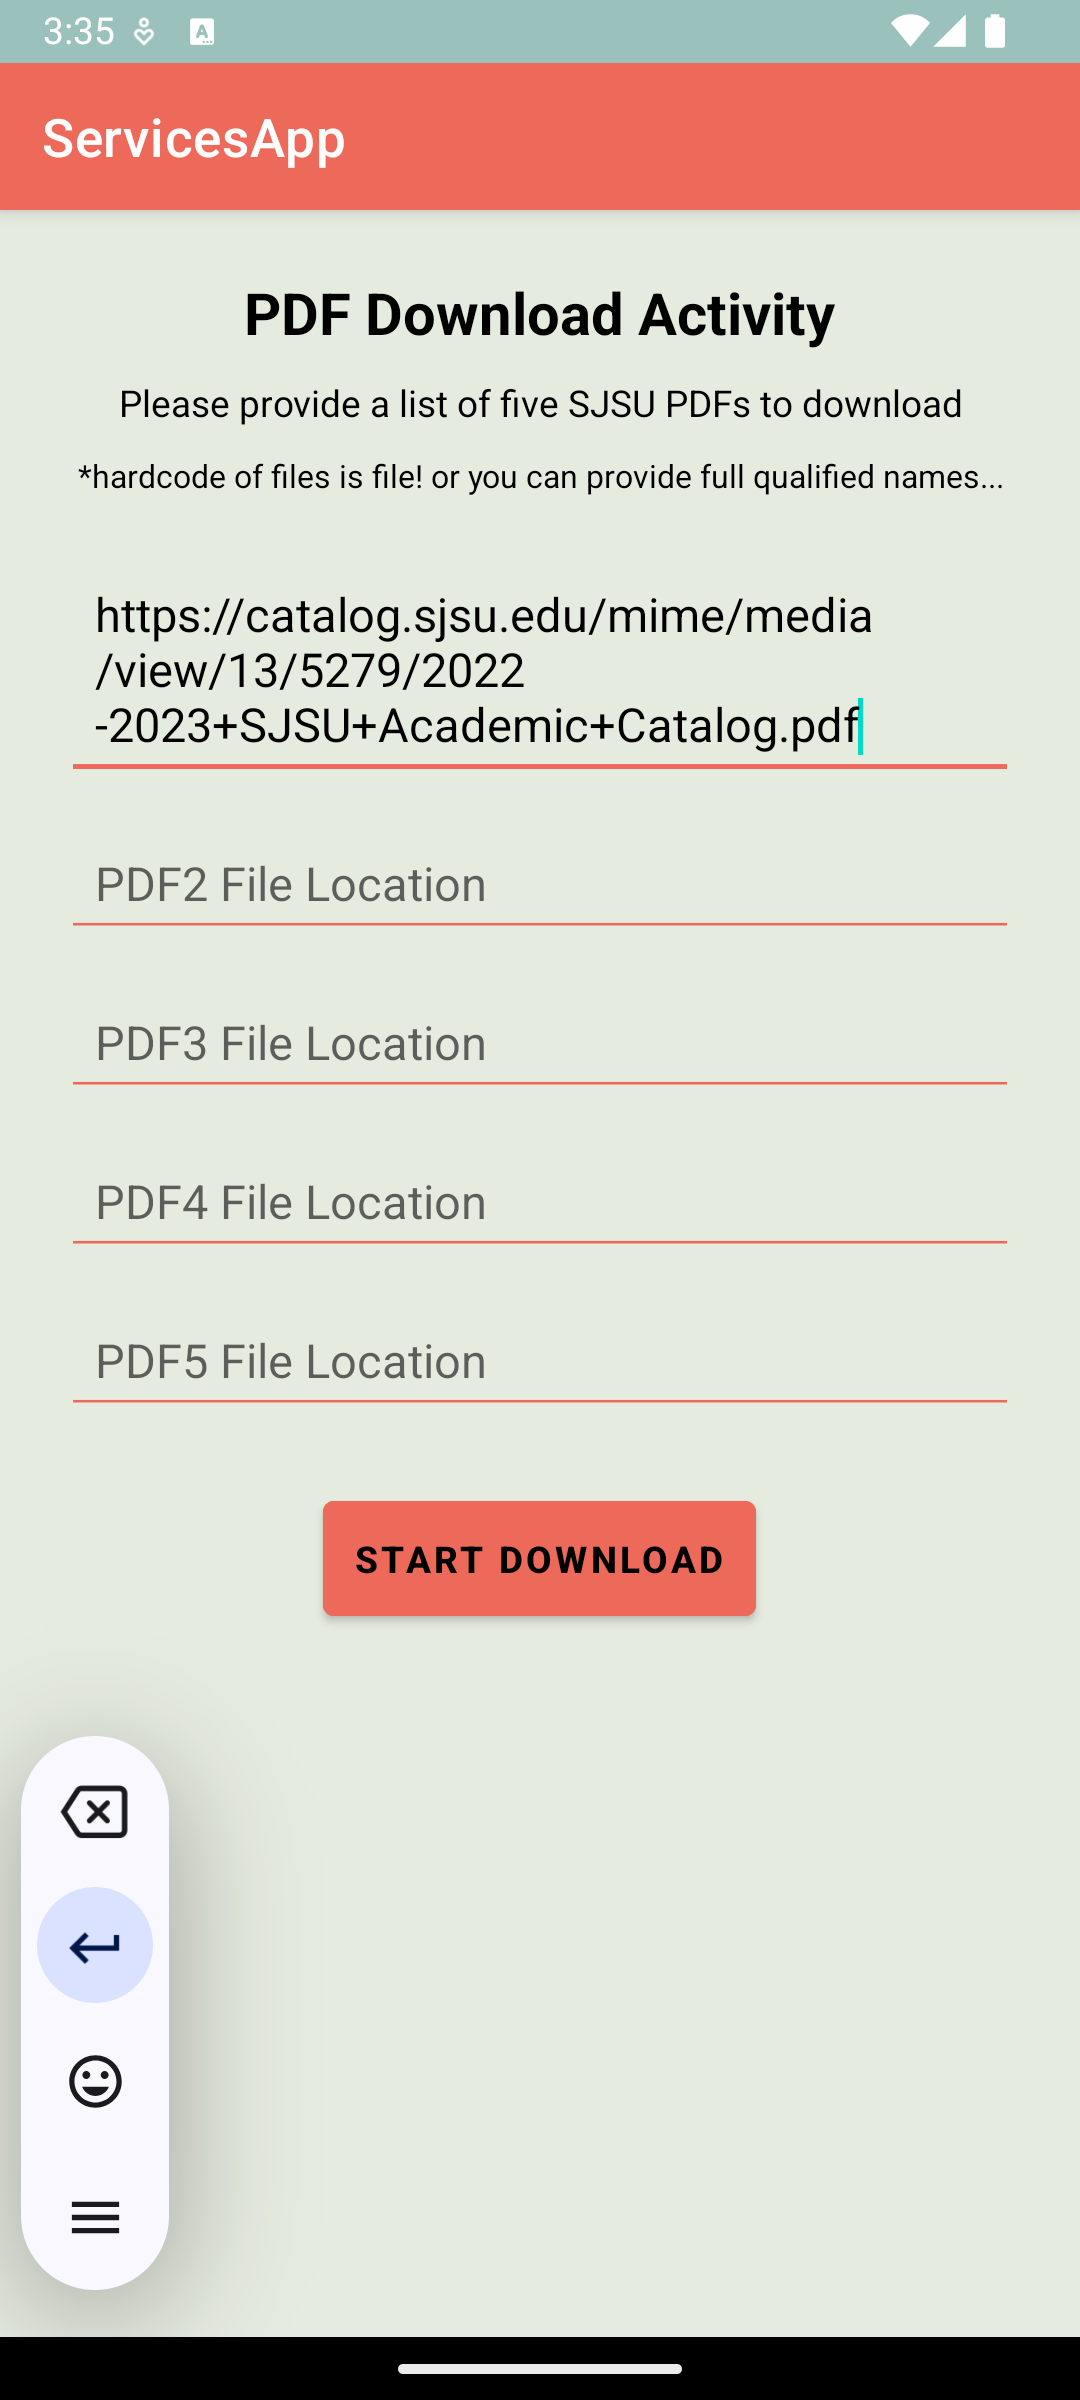 3:35
ServicesApp
PDF Download Activity
Please provide a list of five SJSU PDFs to download
*hardcode of files is file! or you can provide full qualified names...
https://catalog.sjsu.edu/mime/media
/view/13/5279/2022
-2023+SJSU+Academic+Catalog.pdf
PDF2 File Location
PDF3 File Location
PDF4 File Location
PDF5 File Location
START DOWNLOAD